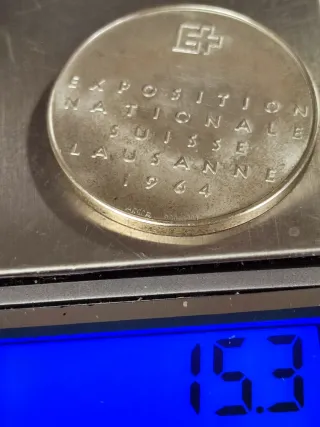 EXPOSITION
NATIONALE
SUISSE
LAUSANNE
1964
15.3